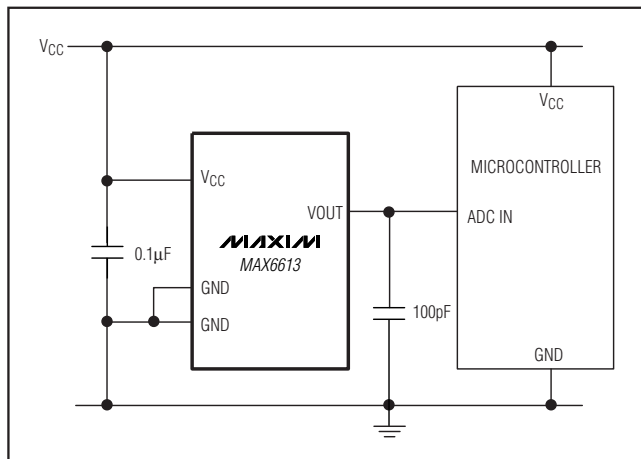 VCC
VCC
MICROCONTROLLER
VCC
VOUT
ADC IN
MAXIM
MAX6613
0.1µF
GND
GND
100pF
GND